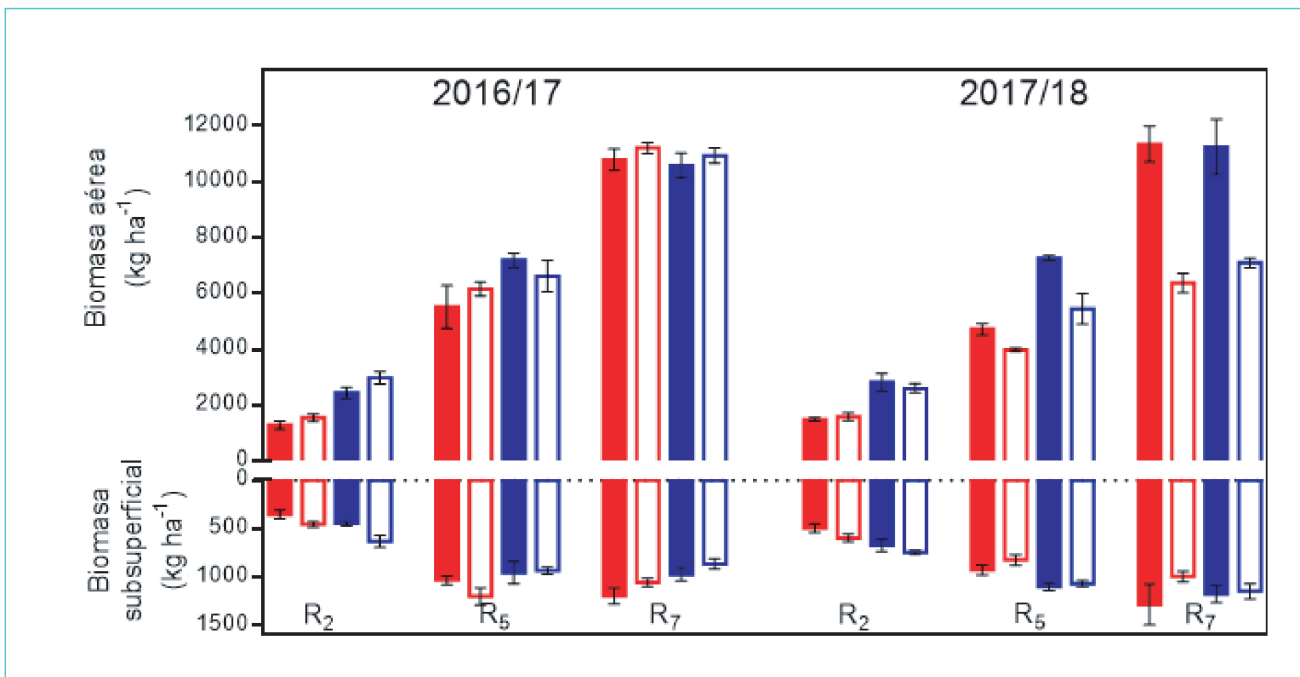 2016/17
2017/18
Biomasa aérea
(kg ha⁻¹)
12000
10000
8000
6000
4000
2000
0
Biomasa
subsuperficial
(kg ha⁻¹)
0
500
1000
1500
R₂
R₅
R₇
R₂
R₅
R₇